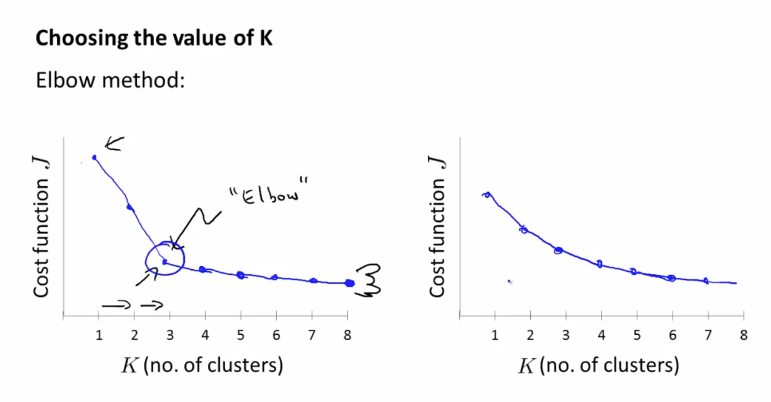 Choosing the value of K
Elbow method:
Cost function J
"Elbow"
1 2 3 4 5 6 7 8
K (no. of clusters)
Cost function J
1 2 3 4 5 6 7 8
K (no. of clusters)